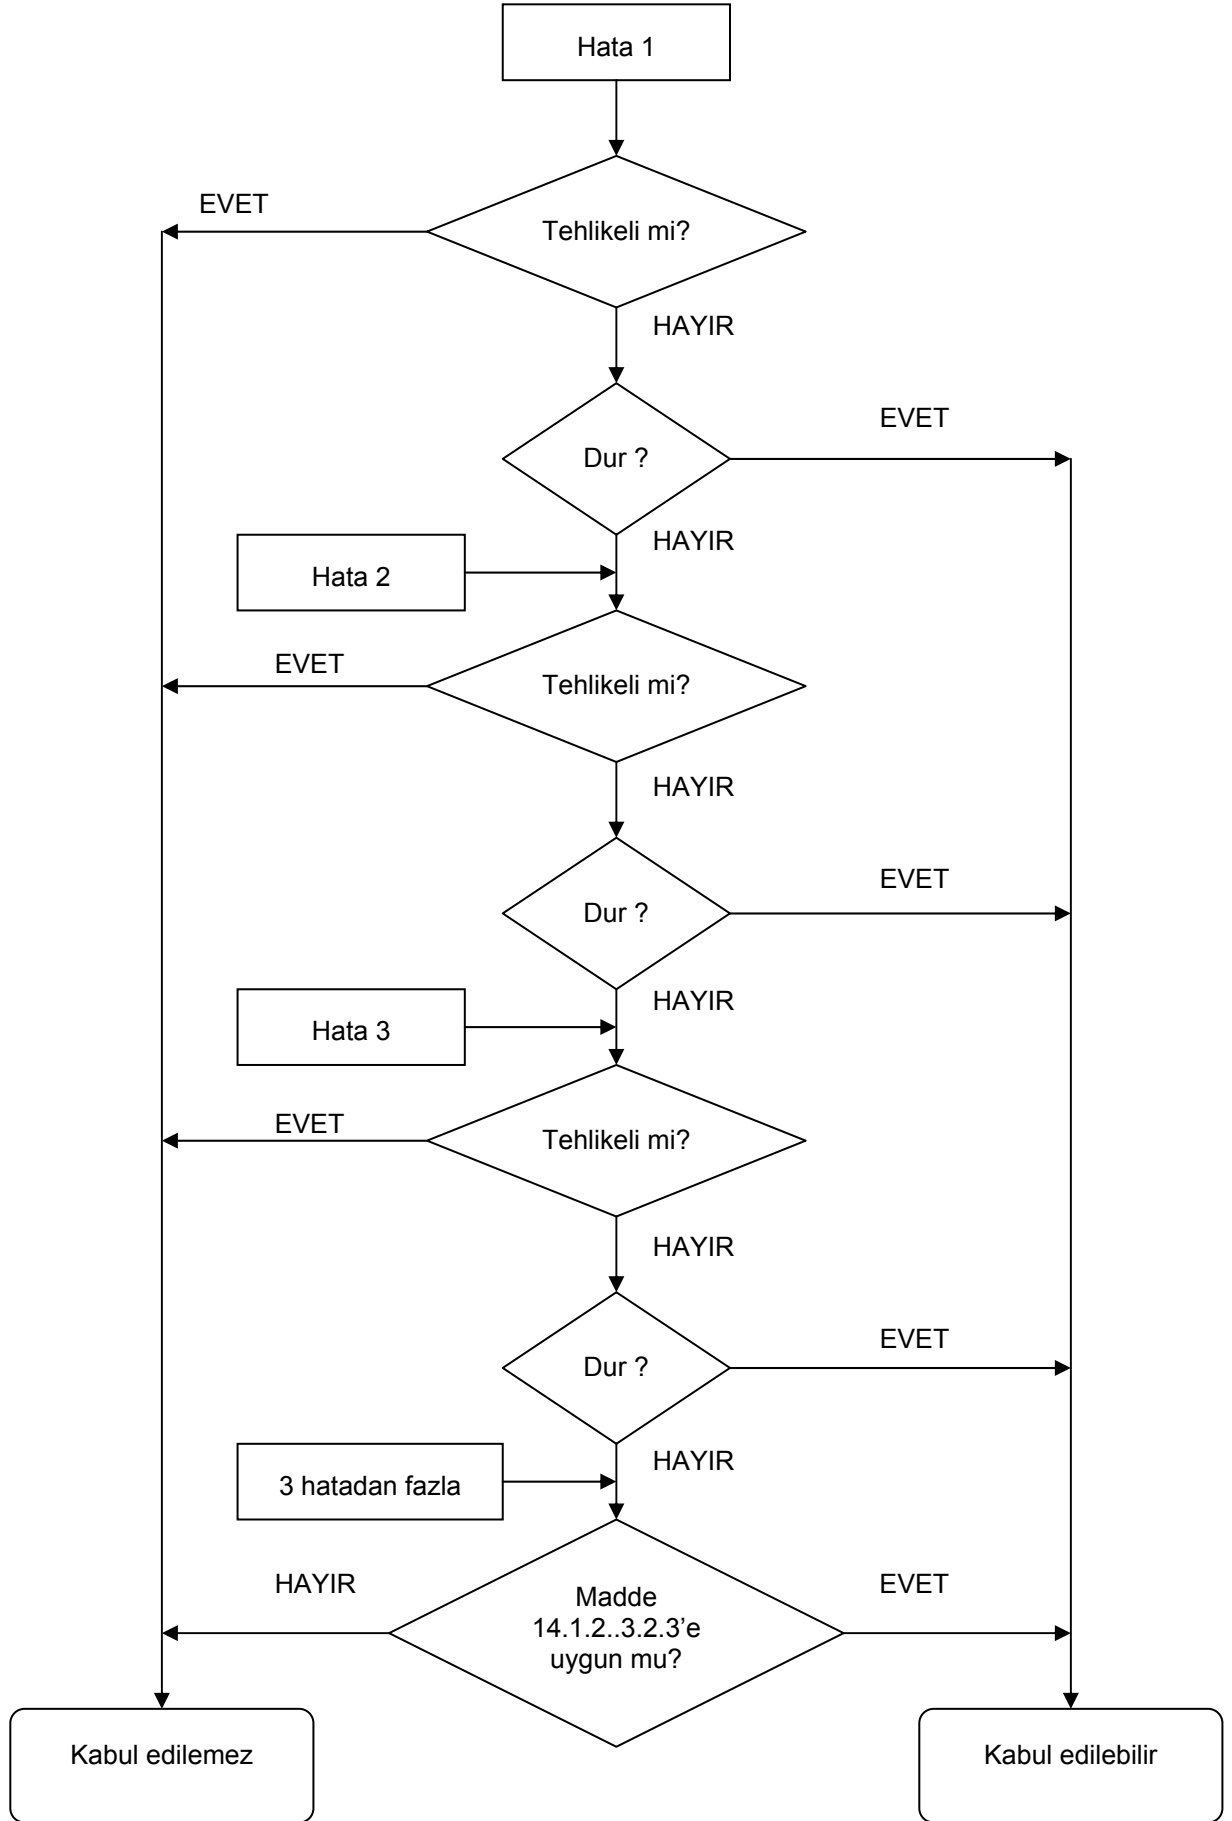 Hata 1
EVET
Tehlikeli mi?
HAYIR
EVET
Dur ?
HAYIR
Hata 2
EVET
Tehlikeli mi?
HAYIR
EVET
Dur ?
HAYIR
Hata 3
EVET
Tehlikeli mi?
HAYIR
EVET
Dur ?
HAYIR
3 hatadan fazla
HAYIR
EVET
Madde
14.1.2..3.2.3’e
uygun mu?
Kabul edilemez
Kabul edilebilir